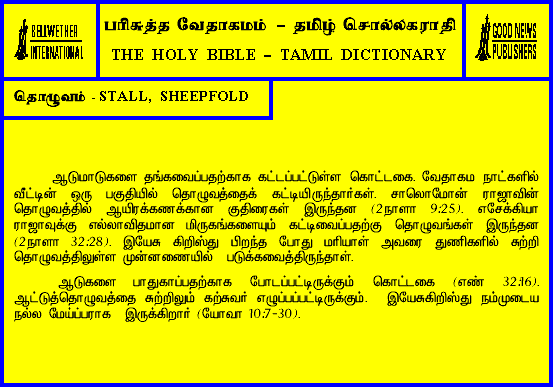 BELLWETHER
INTERNATIONAL
பரிசுத்த வேதாகமம் - தமிழ் சொல்லகராதி
THE HOLY BIBLE - TAMIL DICTIONARY
GOOD NEWS
PUBLISHERS
தொழுவம் - STALL, SHEEPFOLD
ஆடுமாடுகளை தங்கவைப்பதற்காக கட்டப்பட்டுள்ள கொட்டகை. வேதாகம நாட்களில்
வீட்டின் ஒரு பகுதியில் தொழுவத்தைக் கட்டியிருந்தார்கள். சாலொமோன் ராஜாவின்
தொழுவத்தில் ஆயிரக்கணக்கான குதிரைகள் இருந்தன (2நாளா 9:25). எசேக்கியா
ராஜாவுக்கு எல்லாவிதமான மிருகங்களையும் கட்டிவைப்பதற்கு தொழுவங்கள் இருந்தன
(2நாளா 32:28). இயேசு கிறிஸ்து பிறந்த போது மரியாள் அவரை துணிகளில் சுற்றி
தொழுவத்திலுள்ள முன்னணையில் படுக்கவைத்திருந்தாள்.
ஆடுகளை பாதுகாப்பதற்காக போடப்பட்டிருக்கும் கொட்டகை (எண் 32:16).
ஆட்டுத்தொழுவத்தை சுற்றிலும் கற்சுவர் எழுப்பப்பட்டிருக்கும். இயேசுகிறிஸ்து நம்முடைய
நல்ல மேய்ப்பராக இருக்கிறார் (யோவா 10:7-30).